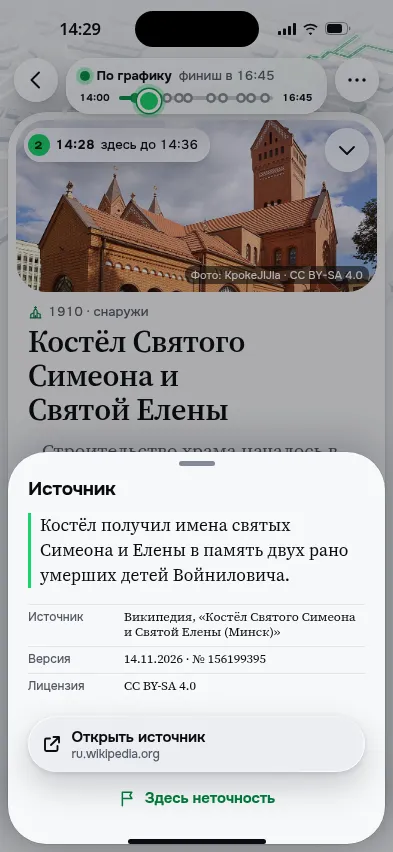 14:29
По графику финиш в 16:45
14:00 16:45
2 14:28 здесь до 14:36
Фото: KpokeJlJla · CC BY-SA 4.0
1910 · снаружи
Костёл Святого
Симеона и
Святой Елены
Строительство храма началось в
Источник
Костёл получил имена святых
Симеона и Елены в память двух рано
умерших детей Войниловича.
Источник Википедия, «Костёл Святого Симеона
и Святой Елены (Минск)»
Версия 14.11.2026 · № 156199395
Лицензия CC BY-SA 4.0
Открыть источник
ru.wikipedia.org
Здесь неточность